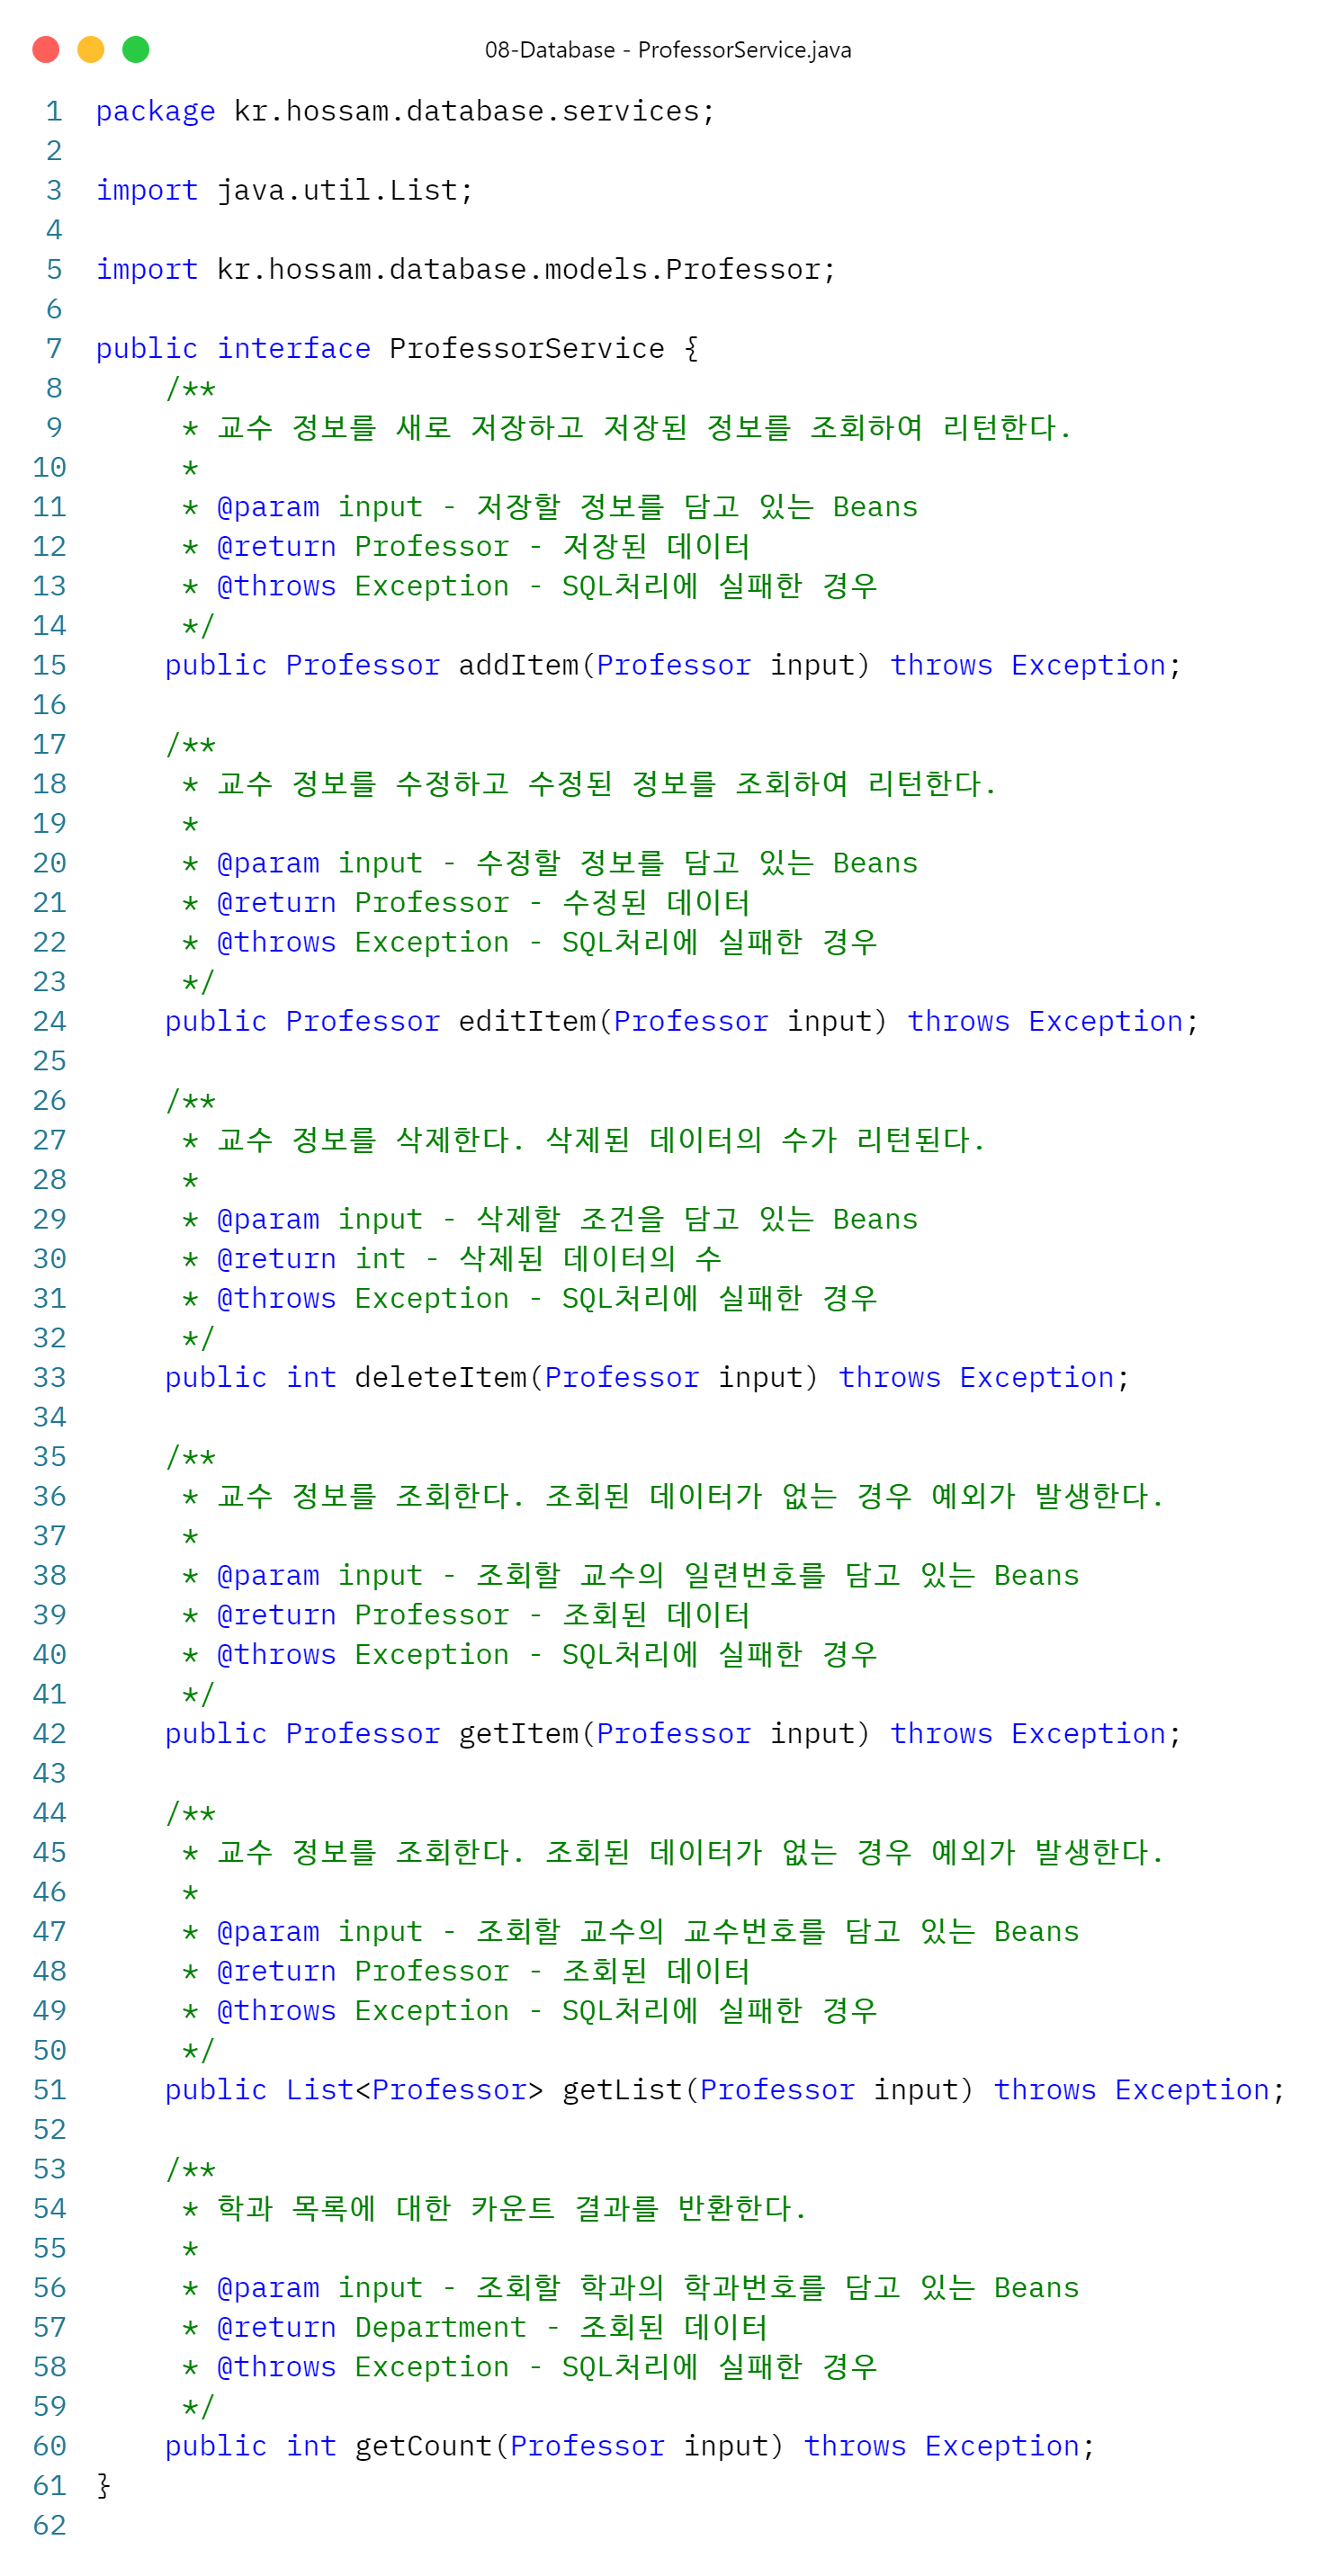 08-Database - ProfessorService.java
1 package kr.hossam.database.services;
2
3 import java.util.List;
4
5 import kr.hossam.database.models.Professor;
6
7 public interface ProfessorService {
8     /**
9      * 교수 정보를 새로 저장하고 저장된 정보를 조회하여 리턴한다.
10      *
11      * @param input - 저장할 정보를 담고 있는 Beans
12      * @return Professor - 저장된 데이터
13      * @throws Exception - SQL처리에 실패한 경우
14      */
15     public Professor addItem(Professor input) throws Exception;
16
17     /**
18      * 교수 정보를 수정하고 수정된 정보를 조회하여 리턴한다.
19      *
20      * @param input - 수정할 정보를 담고 있는 Beans
21      * @return Professor - 수정된 데이터
22      * @throws Exception - SQL처리에 실패한 경우
23      */
24     public Professor editItem(Professor input) throws Exception;
25
26     /**
27      * 교수 정보를 삭제한다. 삭제된 데이터의 수가 리턴된다.
28      *
29      * @param input - 삭제할 조건을 담고 있는 Beans
30      * @return int - 삭제된 데이터의 수
31      * @throws Exception - SQL처리에 실패한 경우
32      */
33     public int deleteItem(Professor input) throws Exception;
34
35     /**
36      * 교수 정보를 조회한다. 조회된 데이터가 없는 경우 예외가 발생한다.
37      *
38      * @param input - 조회할 교수의 일련번호를 담고 있는 Beans
39      * @return Professor - 조회된 데이터
40      * @throws Exception - SQL처리에 실패한 경우
41      */
42     public Professor getItem(Professor input) throws Exception;
43
44     /**
45      * 교수 정보를 조회한다. 조회된 데이터가 없는 경우 예외가 발생한다.
46      *
47      * @param input - 조회할 교수의 교수번호를 담고 있는 Beans
48      * @return Professor - 조회된 데이터
49      * @throws Exception - SQL처리에 실패한 경우
50      */
51     public List<Professor> getList(Professor input) throws Exception;
52
53     /**
54      * 학과 목록에 대한 카운트 결과를 반환한다.
55      *
56      * @param input - 조회할 학과의 학과번호를 담고 있는 Beans
57      * @return Department - 조회된 데이터
58      * @throws Exception - SQL처리에 실패한 경우
59      */
60     public int getCount(Professor input) throws Exception;
61 }
62